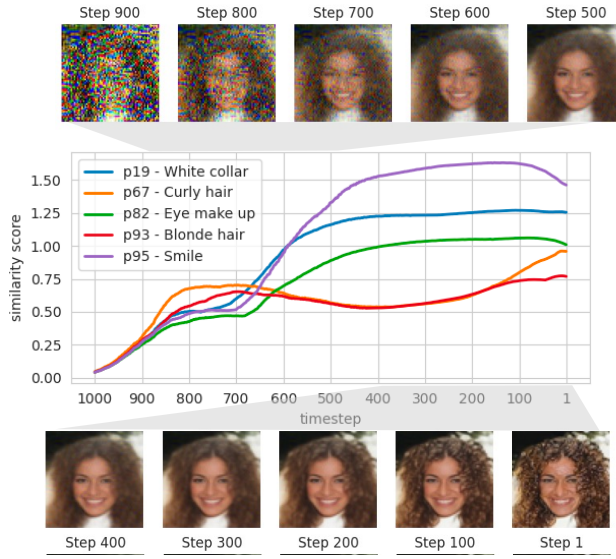 Step 900 Step 800 Step 700 Step 600 Step 500
p19 - White collar
p67 - Curly hair
p82 - Eye make up
p93 - Blonde hair
p95 - Smile
similarity score
1.50
1.25
1.00
0.75
0.50
0.25
0.00
1000 900 800 700 600 500 400 300 200 100 1
timestep
Step 400 Step 300 Step 200 Step 100 Step 1